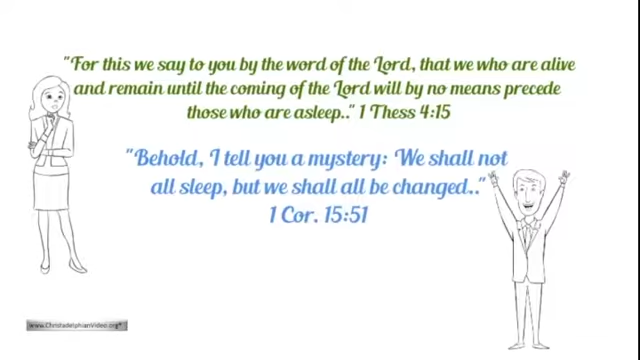 "For this we say to you by the word of the Lord, that we who are alive
and remain until the coming of the Lord will by no means precede
those who are asleep.." 1 Thess 4:15
"Behold, I tell you a mystery: We shall not
all sleep, but we shall all be changed.."
1 Cor. 15:51
www.ChristadelphianVideo.org"